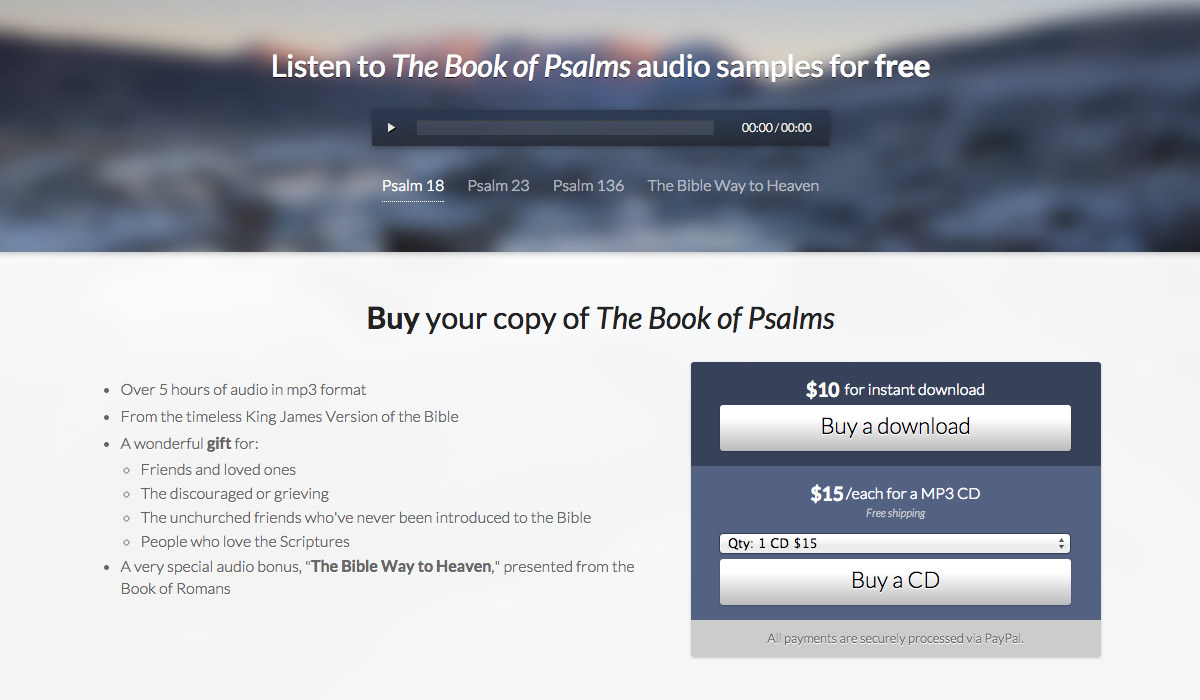 Listen to The Book of Psalms audio samples for free
00:00/00:00
Psalm 18 Psalm 23 Psalm 136 The Bible Way to Heaven
Buy your copy of The Book of Psalms
Over 5 hours of audio in mp3 format
From the timeless King James Version of the Bible
A wonderful gift for:
Friends and loved ones
The discouraged or grieving
The unchurched friends who've never been introduced to the Bible
People who love the Scriptures
A very special audio bonus, "The Bible Way to Heaven," presented from the
Book of Romans
$10 for instant download
Buy a download
$15/each for a MP3 CD
Free shipping
Qty: 1 CD $15
Buy a CD
All payments are securely processed via PayPal.